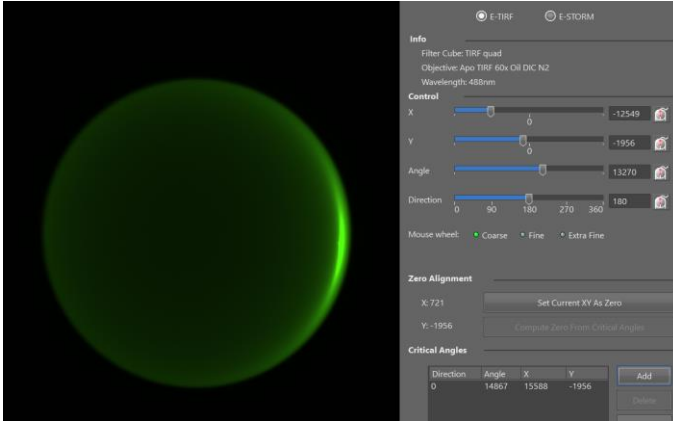 E-TIRF E-STORM
Info
Filter Cube: TIRF quad
Objective: Apo TIRF 60x Oil DIC N2
Wavelength: 488nm
Control
X -12549
0
Y -1956
0
Angle 13270
Direction 180
0 90 180 270 360
Mouse wheel: Coarse Fine Extra Fine
Zero Alignment
X: 721 Set Current XY As Zero
Y: -1956 Compute Zero From Critical Angles
Critical Angles
Direction Angle X Y Add
0 14867 15588 -1956
Delete